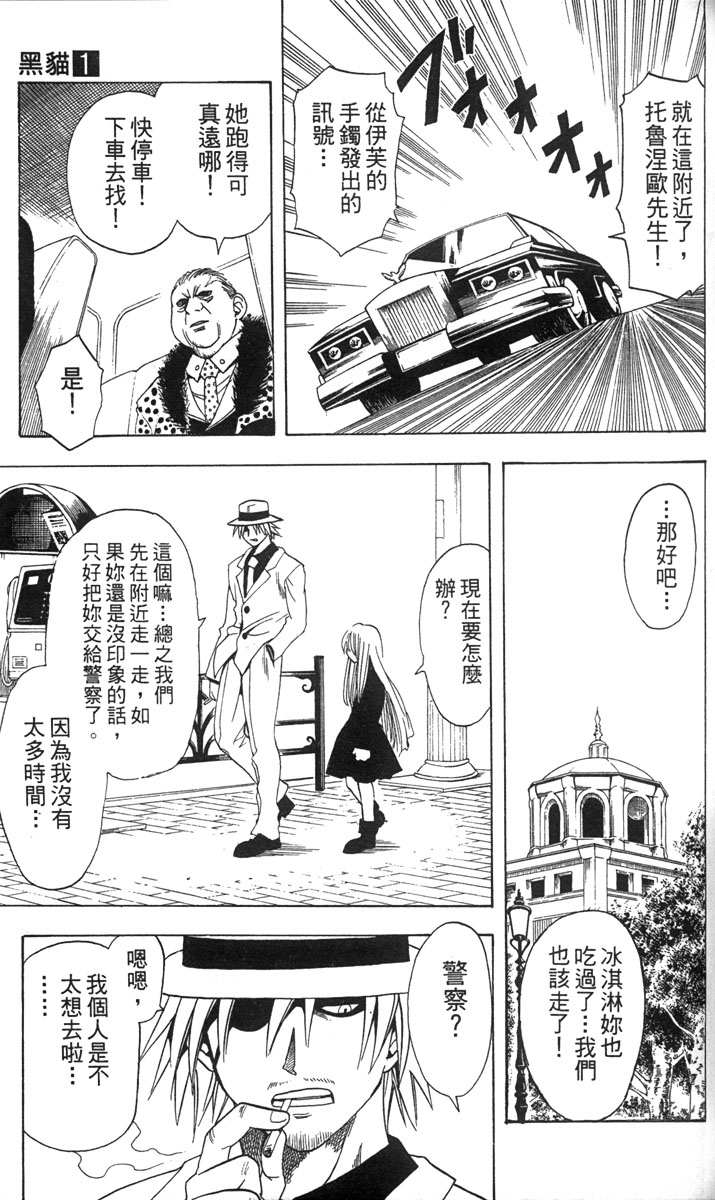 黑貓1
就在這附近了，
托魯涅歐先生！
ブオオオ
從伊芙的
手鐲發出的
訊號…
她跑得可
真遠哪！
快停車！
下車去找！
是！
…那好吧…
冰淇淋妳也
吃過了…我們
也該走了！
現在要怎麼
辦？
這個嘛…總之我們
先在附近走一走，如
果妳還是沒印象的話，
只好把妳交給警察了。
因為我沒有
太多時間…
警察？
嗯嗯，
我個人是不
太想去啦…
……